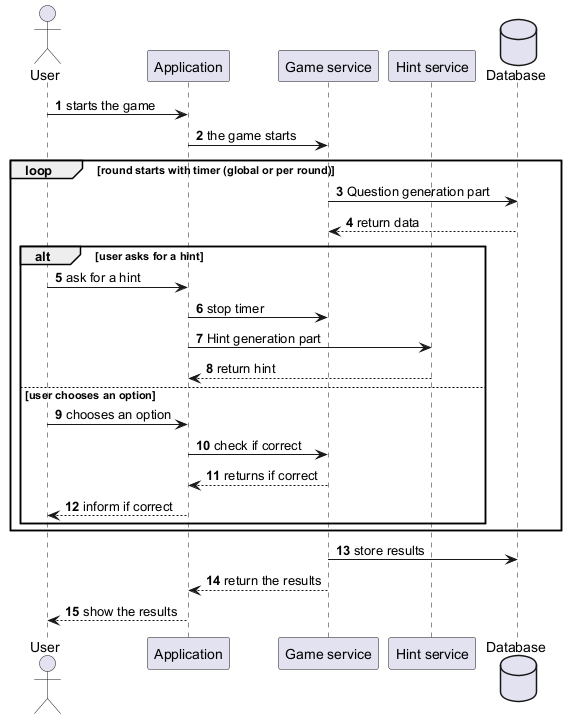 User
Application
Game service
Hint service
Database
1 starts the game
2 the game starts
loop [round starts with timer (global or per round)]
3 Question generation part
4 return data
alt [user asks for a hint]
5 ask for a hint
6 stop timer
7 Hint generation part
8 return hint
[user chooses an option]
9 chooses an option
10 check if correct
11 returns if correct
12 inform if correct
13 store results
14 return the results
15 show the results
User
Application
Game service
Hint service
Database